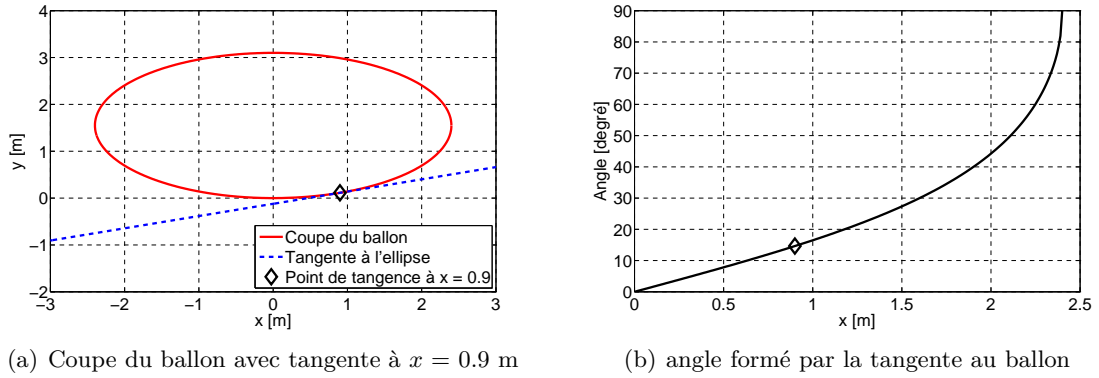 4
3
2
1
0
−1
−2
y [m]
−3 −2 −1 0 1 2 3
x [m]
Coupe du ballon
Tangente à l'ellipse
Point de tangence à x = 0.9
(a) Coupe du ballon avec tangente à x = 0.9 m
90
80
70
60
50
40
30
20
10
0
Angle [degré]
0 0.5 1 1.5 2 2.5
x [m]
(b) angle formé par la tangente au ballon